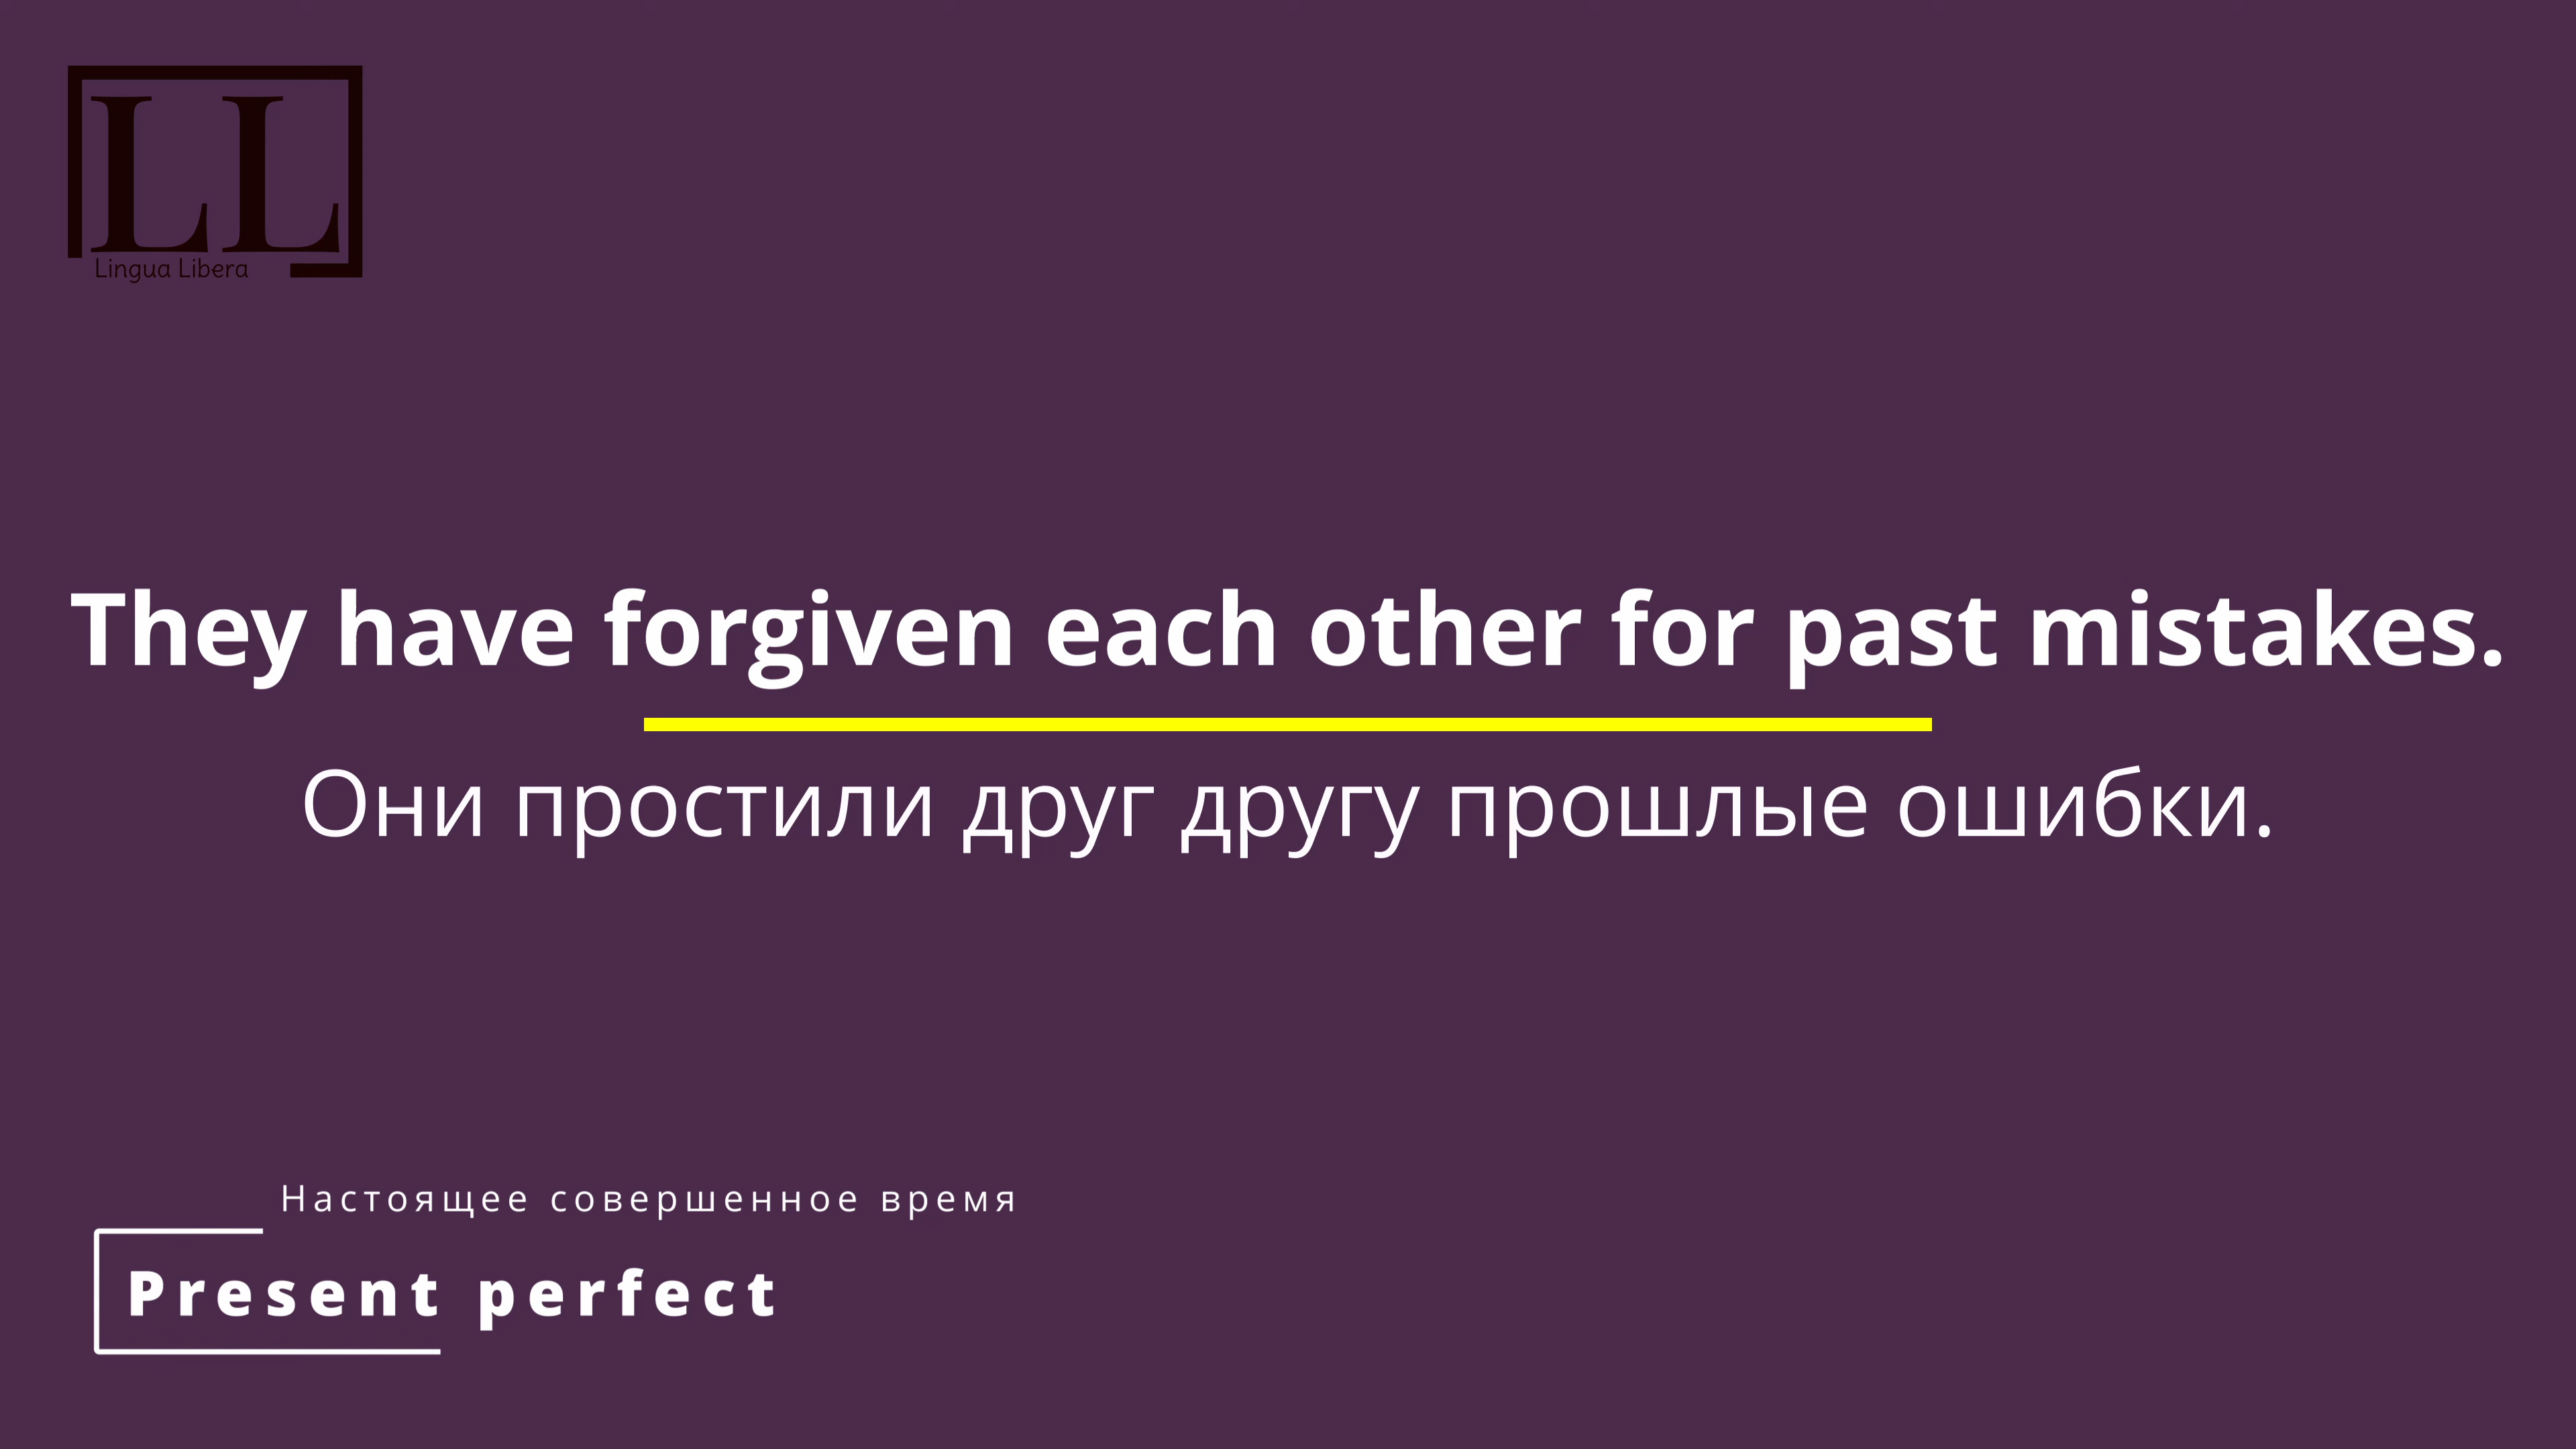 LL
Lingua Libera
They have forgiven each other for past mistakes.
Они простили друг другу прошлые ошибки.
Настоящее совершенное время
Present perfect